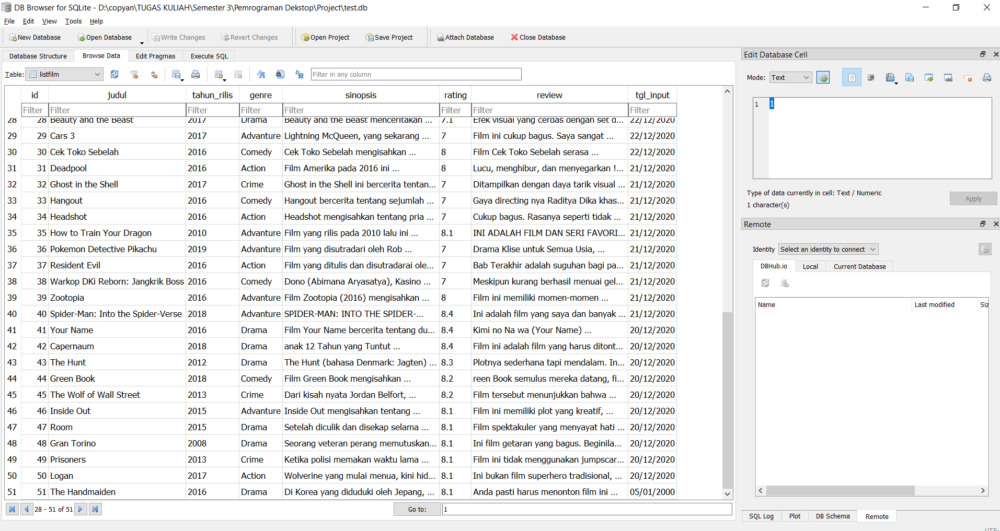 DB Browser for SQLite - D:\copyan\TUGAS KULIAH\Semester 3\Pemrograman Dekstop\Project\test.db
File Edit View Tools Help
New Database Open Database Write Changes Revert Changes Open Project Save Project Attach Database Close Database
Database Structure Browse Data Edit Pragmas Execute SQL
Table: listfilm Filter in any column
id judul tahun_rilis genre sinopsis rating review tgl_input
Filter Filter Filter Filter Filter Filter Filter Filter
28 28 Beauty and the Beast 2017 Drama Beauty and the Beast menceritakan ... 7.1 Efek visual yang cerdas dengan set d... 22/12/2020
29 29 Cars 3 2017 Advanture Lightning McQueen, yang sekarang ... 7 Film ini cukup bagus. Saya sangat ... 22/12/2020
30 30 Cek Toko Sebelah 2016 Comedy Cek Toko Sebelah mengisahkan ... 8 Film Cek Toko Sebelah serasa ... 22/12/2020
31 31 Deadpool 2016 Action Film Amerika pada 2016 ini ... 8 Lucu, menghibur, dan menyegarkan !... 21/12/2020
32 32 Ghost in the Shell 2017 Crime Ghost in the Shell ini bercerita tentan... 7 Ditampilkan dengan daya tarik visual ... 21/12/2020
33 33 Hangout 2016 Comedy Hangout bercerita tentang sejumlah ... 7 Gaya directing nya Raditya Dika khas... 21/12/2020
34 34 Headshot 2016 Action Headshot mengisahkan tentang pria ... 7 Cukup bagus. Rasanya seperti tidak ... 21/12/2020
35 35 How to Train Your Dragon 2010 Advanture Film yang rilis pada 2010 lalu ini ... 8.1 INI ADALAH FILM DAN SERI FAVORI... 21/12/2020
36 36 Pokemon Detective Pikachu 2019 Advanture Film yang disutradari oleh Rob ... 7 Drama Klise untuk Semua Usia, ... 21/12/2020
37 37 Resident Evil 2016 Action Film yang ditulis dan disutradarai ole... 7 Bab Terakhir adalah suguhan bagi pa... 21/12/2020
38 38 Warkop DKi Reborn: Jangkrik Boss 2016 Comedy Dono (Abimana Aryasatya), Kasino ... 7 Meskipun kurang berhasil menuai gel... 21/12/2020
39 39 Zootopia 2016 Advanture Film Zootopia (2016) mengisahkan ... 8 Film ini memiliki momen-momen ... 21/12/2020
40 40 Spider-Man: Into the Spider-Verse 2018 Advanture SPIDER-MAN: INTO THE SPIDER-... 8.4 Ini adalah film yang saya dan banyak ... 21/12/2020
41 41 Your Name 2016 Drama Film Your Name bercerita tentang du... 8.4 Kimi no Na wa (Your Name) ... 20/12/2020
42 42 Capernaum 2018 Drama anak 12 Tahun yang Tuntut ... 8.4 Film ini adalah film yang harus ditont... 20/12/2020
43 43 The Hunt 2012 Drama The Hunt (bahasa Denmark: Jagten) ... 8.3 Plotnya sederhana tapi mendalam. In... 20/12/2020
44 44 Green Book 2018 Comedy Film Green Book mengisahkan ... 8.2 reen Book semulus mereka datang, fi... 20/12/2020
45 45 The Wolf of Wall Street 2013 Crime Dari kisah nyata Jordan Belfort, ... 8.2 Film tersebut menunjukkan bahwa ... 20/12/2020
46 46 Inside Out 2015 Advanture Inside Out mengisahkan tentang ... 8.1 Film ini memiliki plot yang kreatif, ... 20/12/2020
47 47 Room 2015 Drama Setelah diculik dan disekap selama ... 8.1 Film spektakuler yang menyayat hati ... 20/12/2020
48 48 Gran Torino 2008 Drama Seorang veteran perang memutuskan... 8.1 Ini film getaran yang bagus. Beginila... 20/12/2020
49 49 Prisoners 2013 Crime Ketika polisi memakan waktu lama ... 8.1 Film ini tidak menggunakan jumpscar... 20/12/2020
50 50 Logan 2017 Action Wolverine yang mulai menua, kini hid... 8.1 Ini bukan film superhero tradisional, ... 20/12/2020
51 51 The Handmaiden 2016 Drama Di Korea yang diduduki oleh Jepang, ... 8.1 Anda pasti harus menonton film ini ... 05/01/2000
28 - 51 of 51 Go to: 1
Edit Database Cell
Mode: Text
1 1
Type of data currently in cell: Text / Numeric
1 character(s)
Apply
Remote
Identity Select an identity to connect
DBHub.io Local Current Database
Name Last modified Siz
SQL Log Plot DB Schema Remote